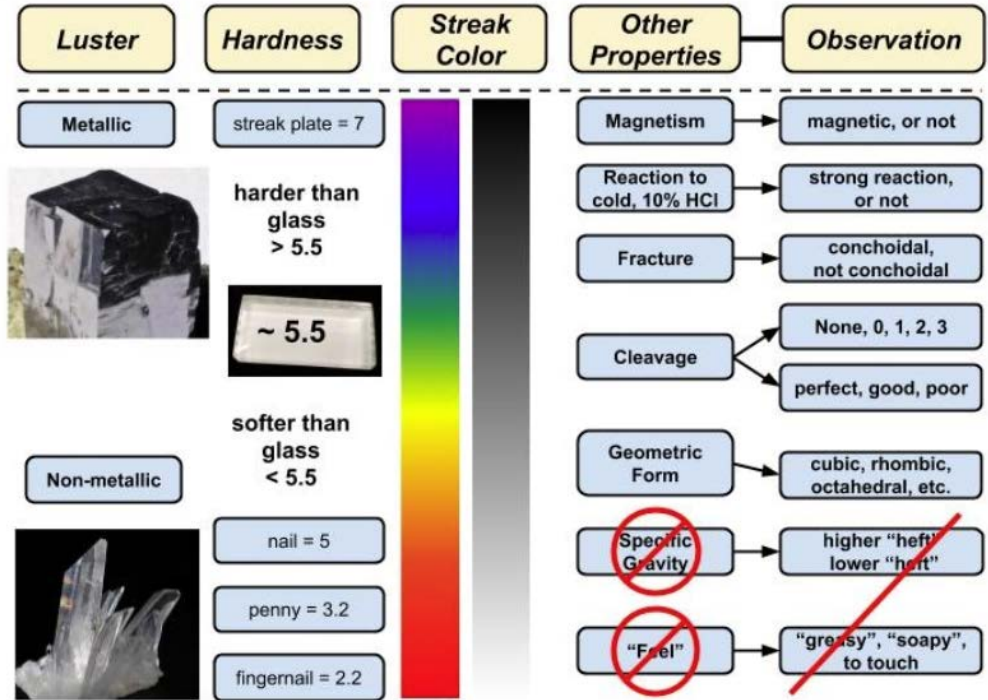 Luster
Hardness
Streak
Color
Other
Properties
Observation
Metallic
streak plate = 7
harder than
glass
> 5.5
~ 5.5
softer than
glass
< 5.5
Non-metallic
nail = 5
penny = 3.2
fingernail = 2.2
Magnetism
magnetic, or not
Reaction to
cold, 10% HCl
strong reaction,
or not
Fracture
conchoidal,
not conchoidal
Cleavage
None, 0, 1, 2, 3
perfect, good, poor
Geometric
Form
cubic, rhombic,
octahedral, etc.
Specific
Gravity
higher “heft”
lower “heft”
“Feel”
“greasy”, “soapy”,
to touch